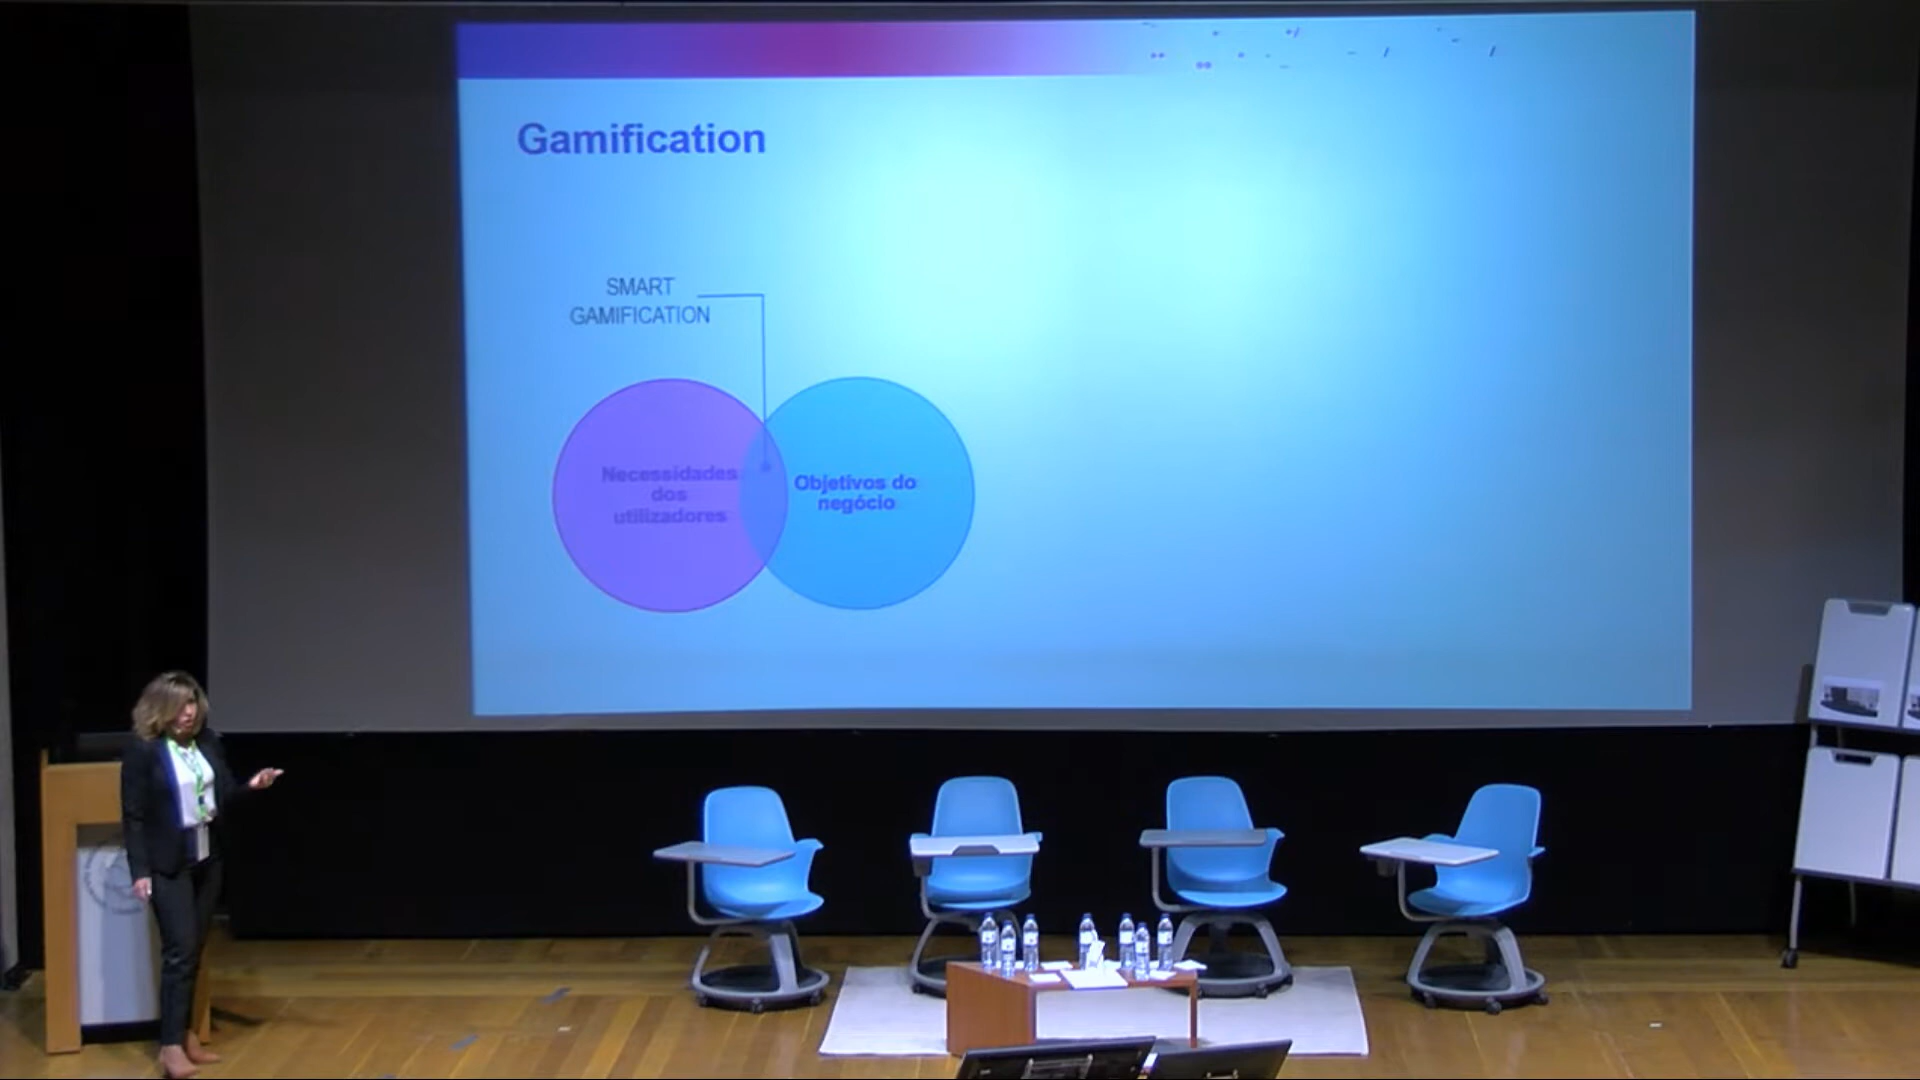 Gamification
SMART
GAMIFICATION
Necessidades
dos
utilizadores
Objetivos do
negócio